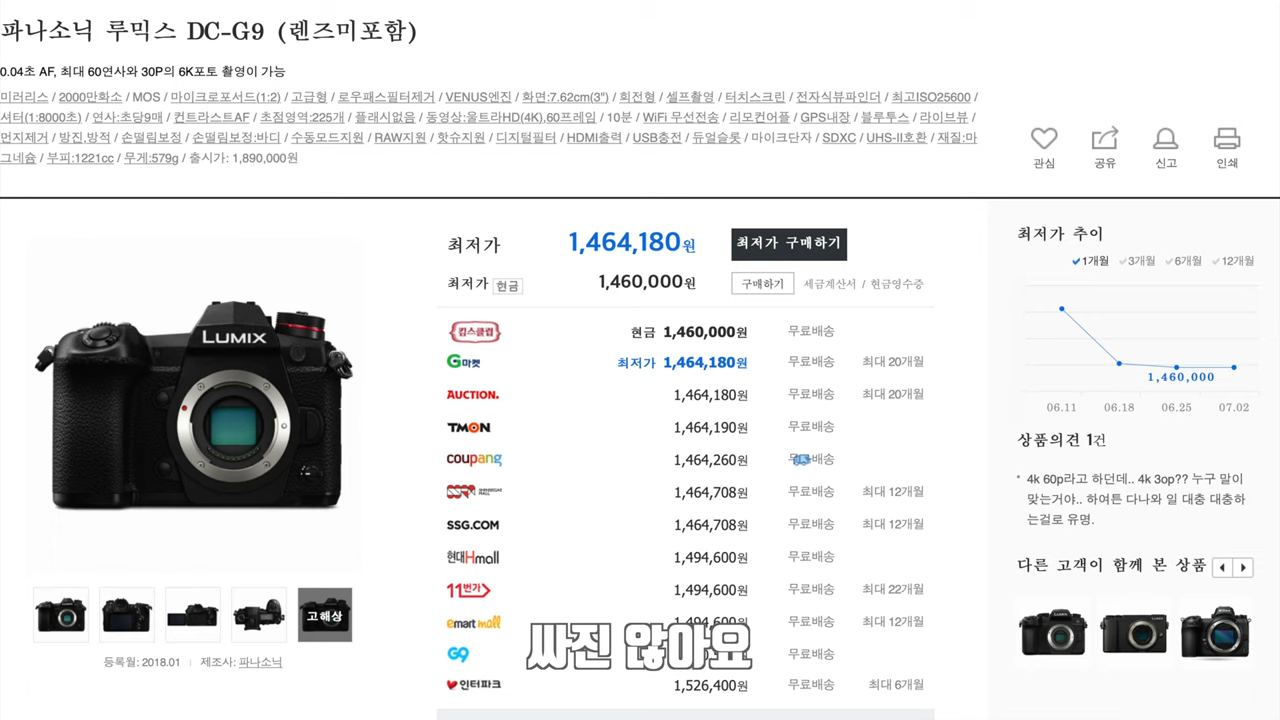 파나소닉 루믹스 DC-G9 (렌즈미포함)
0.04초 AF, 최대 60연사와 30P의 6K포토 촬영이 가능
미러리스 / 2000만화소 / MOS / 마이크로포서드(1:2) / 고급형 / 로우패스필터제거 / VENUS엔진 / 화면:7.62cm(3") / 회전형 / 셀프촬영 / 터치스크린 / 전자식뷰파인더 / 최고ISO25600 /
셔터(1:8000초) / 연사:초당9매 / 컨트라스트AF / 초점영역:225개 / 플래시없음 / 동영상:울트라HD(4K),60프레임 / 10분 / WiFi 무선전송 / 리모컨어플 / GPS내장 / 블루투스 / 라이브뷰 /
먼지제거 / 방진,방적 / 손떨림보정 / 손떨림보정:바디 / 수동모드지원 / RAW지원 / 핫슈지원 / 디지털필터 / HDMI출력 / USB충전 / 듀얼슬롯 / 마이크단자 / SDXC / UHS-II호환 / 재질:마
그네슘 / 부피:1221cc / 무게:579g / 출시가: 1,890,000원
관심 공유 신고 인쇄
LUMIX
고해상
등록월: 2018.01 | 제조사: 파나소닉
최저가 1,464,180원 최저가 구매하기
최저가 현금 1,460,000원 구매하기 세금계산서 / 현금영수증
킴스클럽 현금 1,460,000원 무료배송
G마켓 최저가 1,464,180원 무료배송 최대 20개월
AUCTION. 1,464,180원 무료배송 최대 20개월
TMON 1,464,190원 무료배송
coupang 1,464,260원 무료배송
SSM SHINSEGAE MALL 1,464,708원 무료배송 최대 12개월
SSG.COM 1,464,708원 무료배송 최대 12개월
현대Hmall 1,494,600원 무료배송
11번가 1,494,600원 무료배송 최대 22개월
emart mall 1,494,600원 무료배송 최대 12개월
G9 무료배송
싸진 않아요
인터파크 1,526,400원 무료배송 최대 6개월
최저가 추이
1개월 3개월 6개월 12개월
1,460,000
06.11 06.18 06.25 07.02
상품의견 1건
* 4k 60p라고 하던데.. 4k 3op?? 누구 말이
맞는거야.. 하여튼 다나와 일 대충 대충하
는걸로 유명.
다른 고객이 함께 본 상품